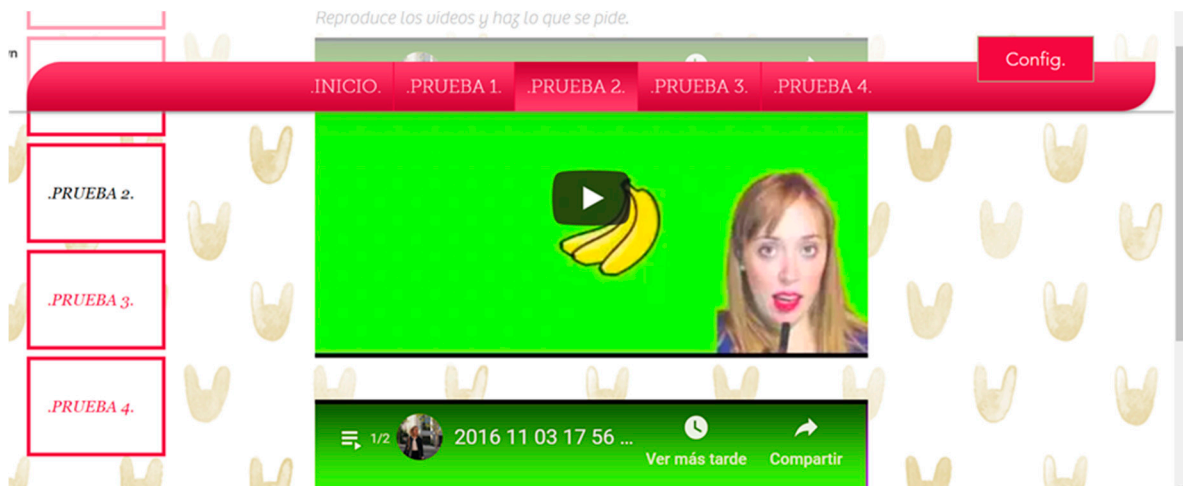 Reproduce los videos y haz lo que se pide.
Config.
.INICIO. .PRUEBA 1. .PRUEBA 2. .PRUEBA 3. .PRUEBA 4.
.PRUEBA 2.
.PRUEBA 3.
.PRUEBA 4.
1/2 2016 11 03 17 56 ...
Ver más tarde Compartir